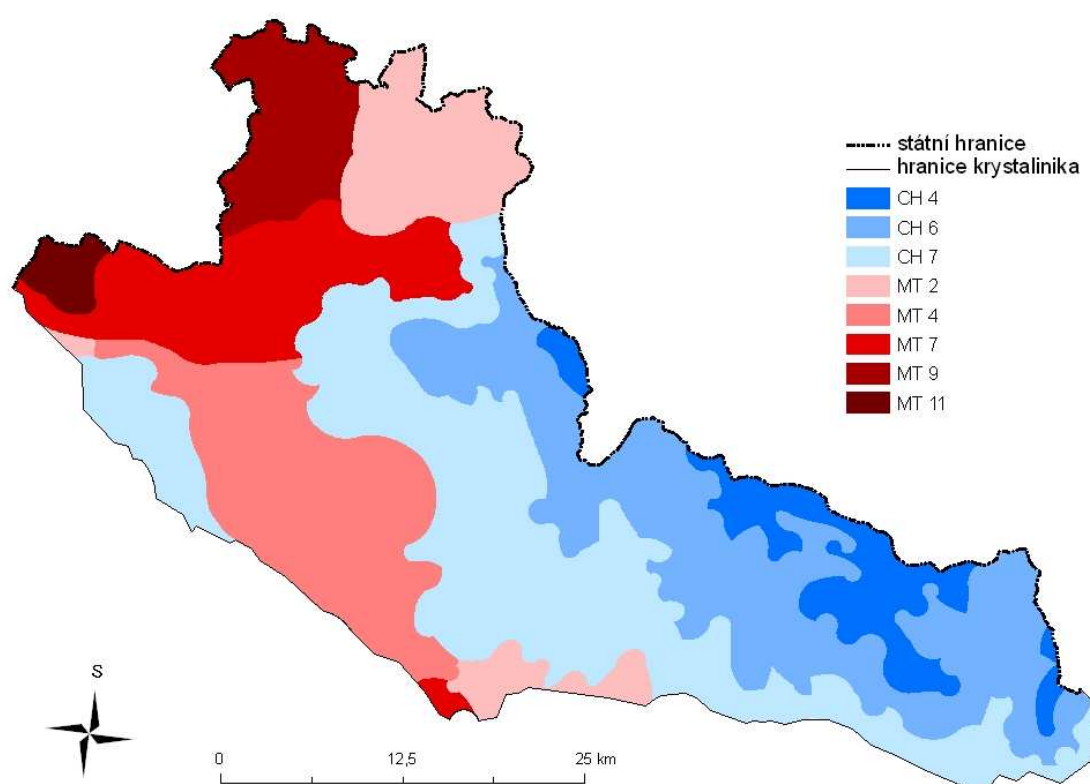 státní hranice
hranice krystalinika
CH 4
CH 6
CH 7
MT 2
MT 4
MT 7
MT 9
MT 11
S
0 12,5 25 km